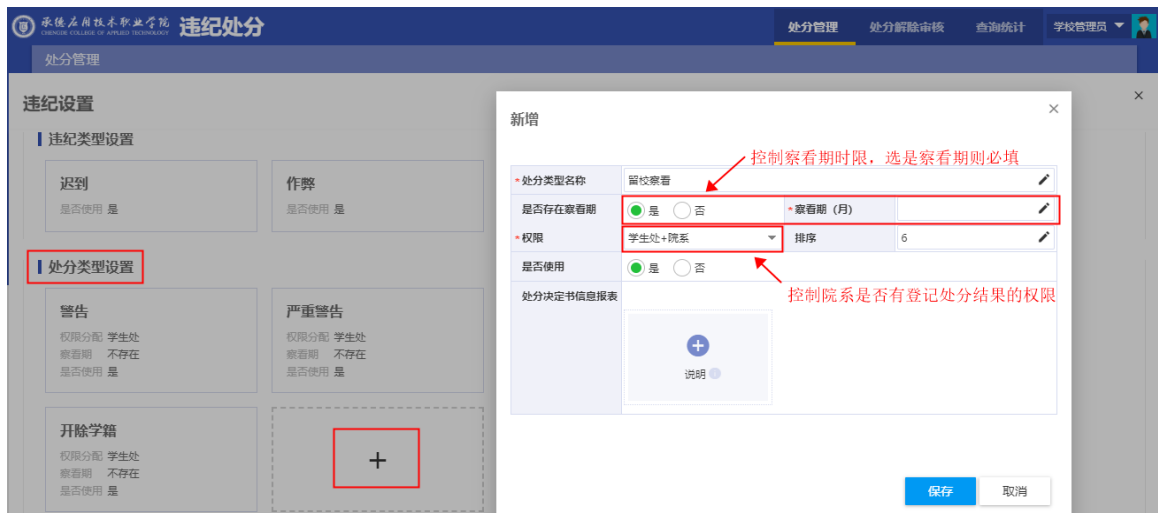 承德应用技术职业学院 违纪处分
CHENGDE COLLEGE OF APPLIED TECHNOLOGY
处分管理 处分解除审核 查询统计 学校管理员
处分管理
违纪设置
违纪类型设置
迟到
是否使用 是
作弊
是否使用 是
处分类型设置
警告
权限分配 学生处
察看期 不存在
是否使用 是
严重警告
权限分配 学生处
察看期 不存在
是否使用 是
开除学籍
权限分配 学生处
察看期 不存在
是否使用 是
新增
控制察看期时限，选是察看期则必填
*处分类型名称 留校察看
是否存在察看期 是 否 *察看期（月）
*权限 学生处+院系 排序 6
是否使用 是 否
控制院系是否有登记处分结果的权限
处分决定书信息报表
说明
保存 取消